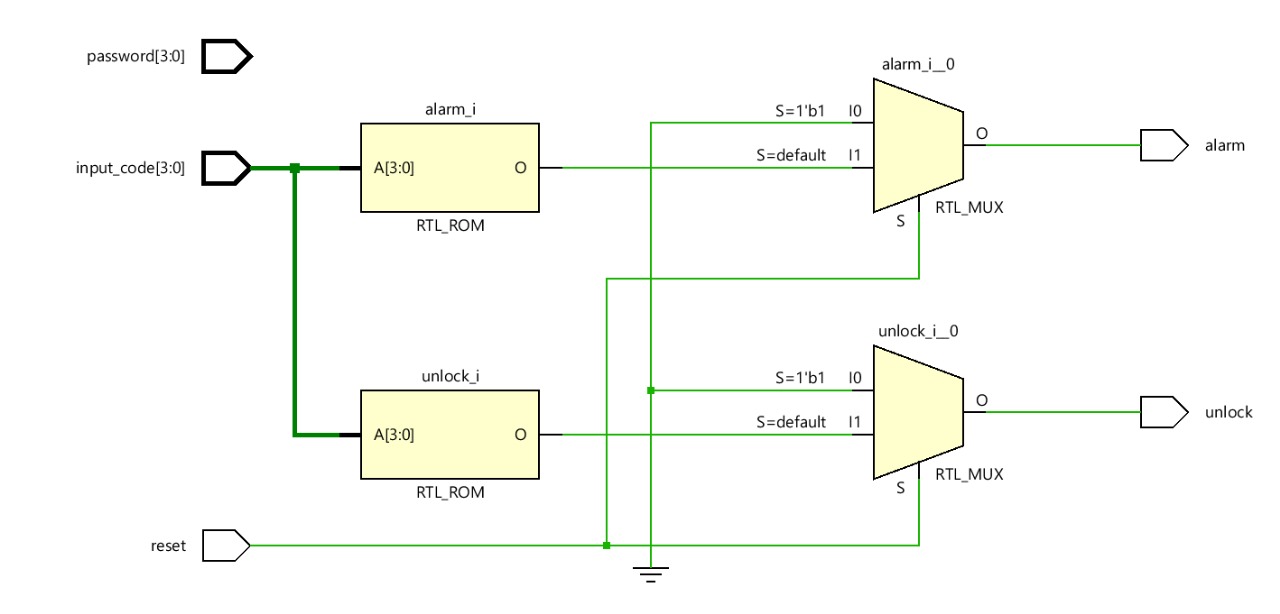 password[3:0]
input_code[3:0]
alarm_i
A[3:0]
O
RTL_ROM
alarm_i__0
S=1'b1
I0
S=default
I1
O
S
RTL_MUX
alarm
unlock_i
A[3:0]
O
RTL_ROM
unlock_i__0
S=1'b1
I0
S=default
I1
O
S
RTL_MUX
unlock
reset